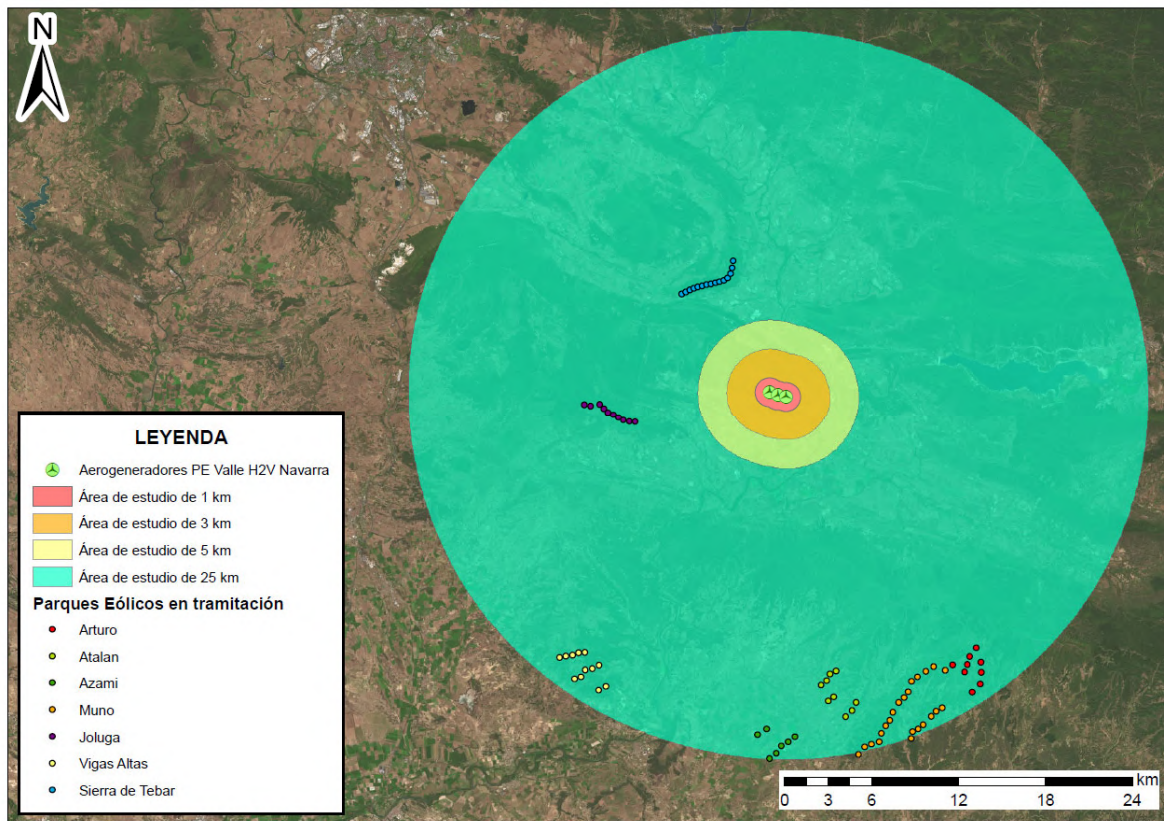 N
LEYENDA
Aerogeneradores PE Valle H2V Navarra
Área de estudio de 1 km
Área de estudio de 3 km
Área de estudio de 5 km
Área de estudio de 25 km
Parques Eólicos en tramitación
Arturo
Atalan
Azami
Muno
Joluga
Vigas Altas
Sierra de Tebar
km
0 3 6 12 18 24